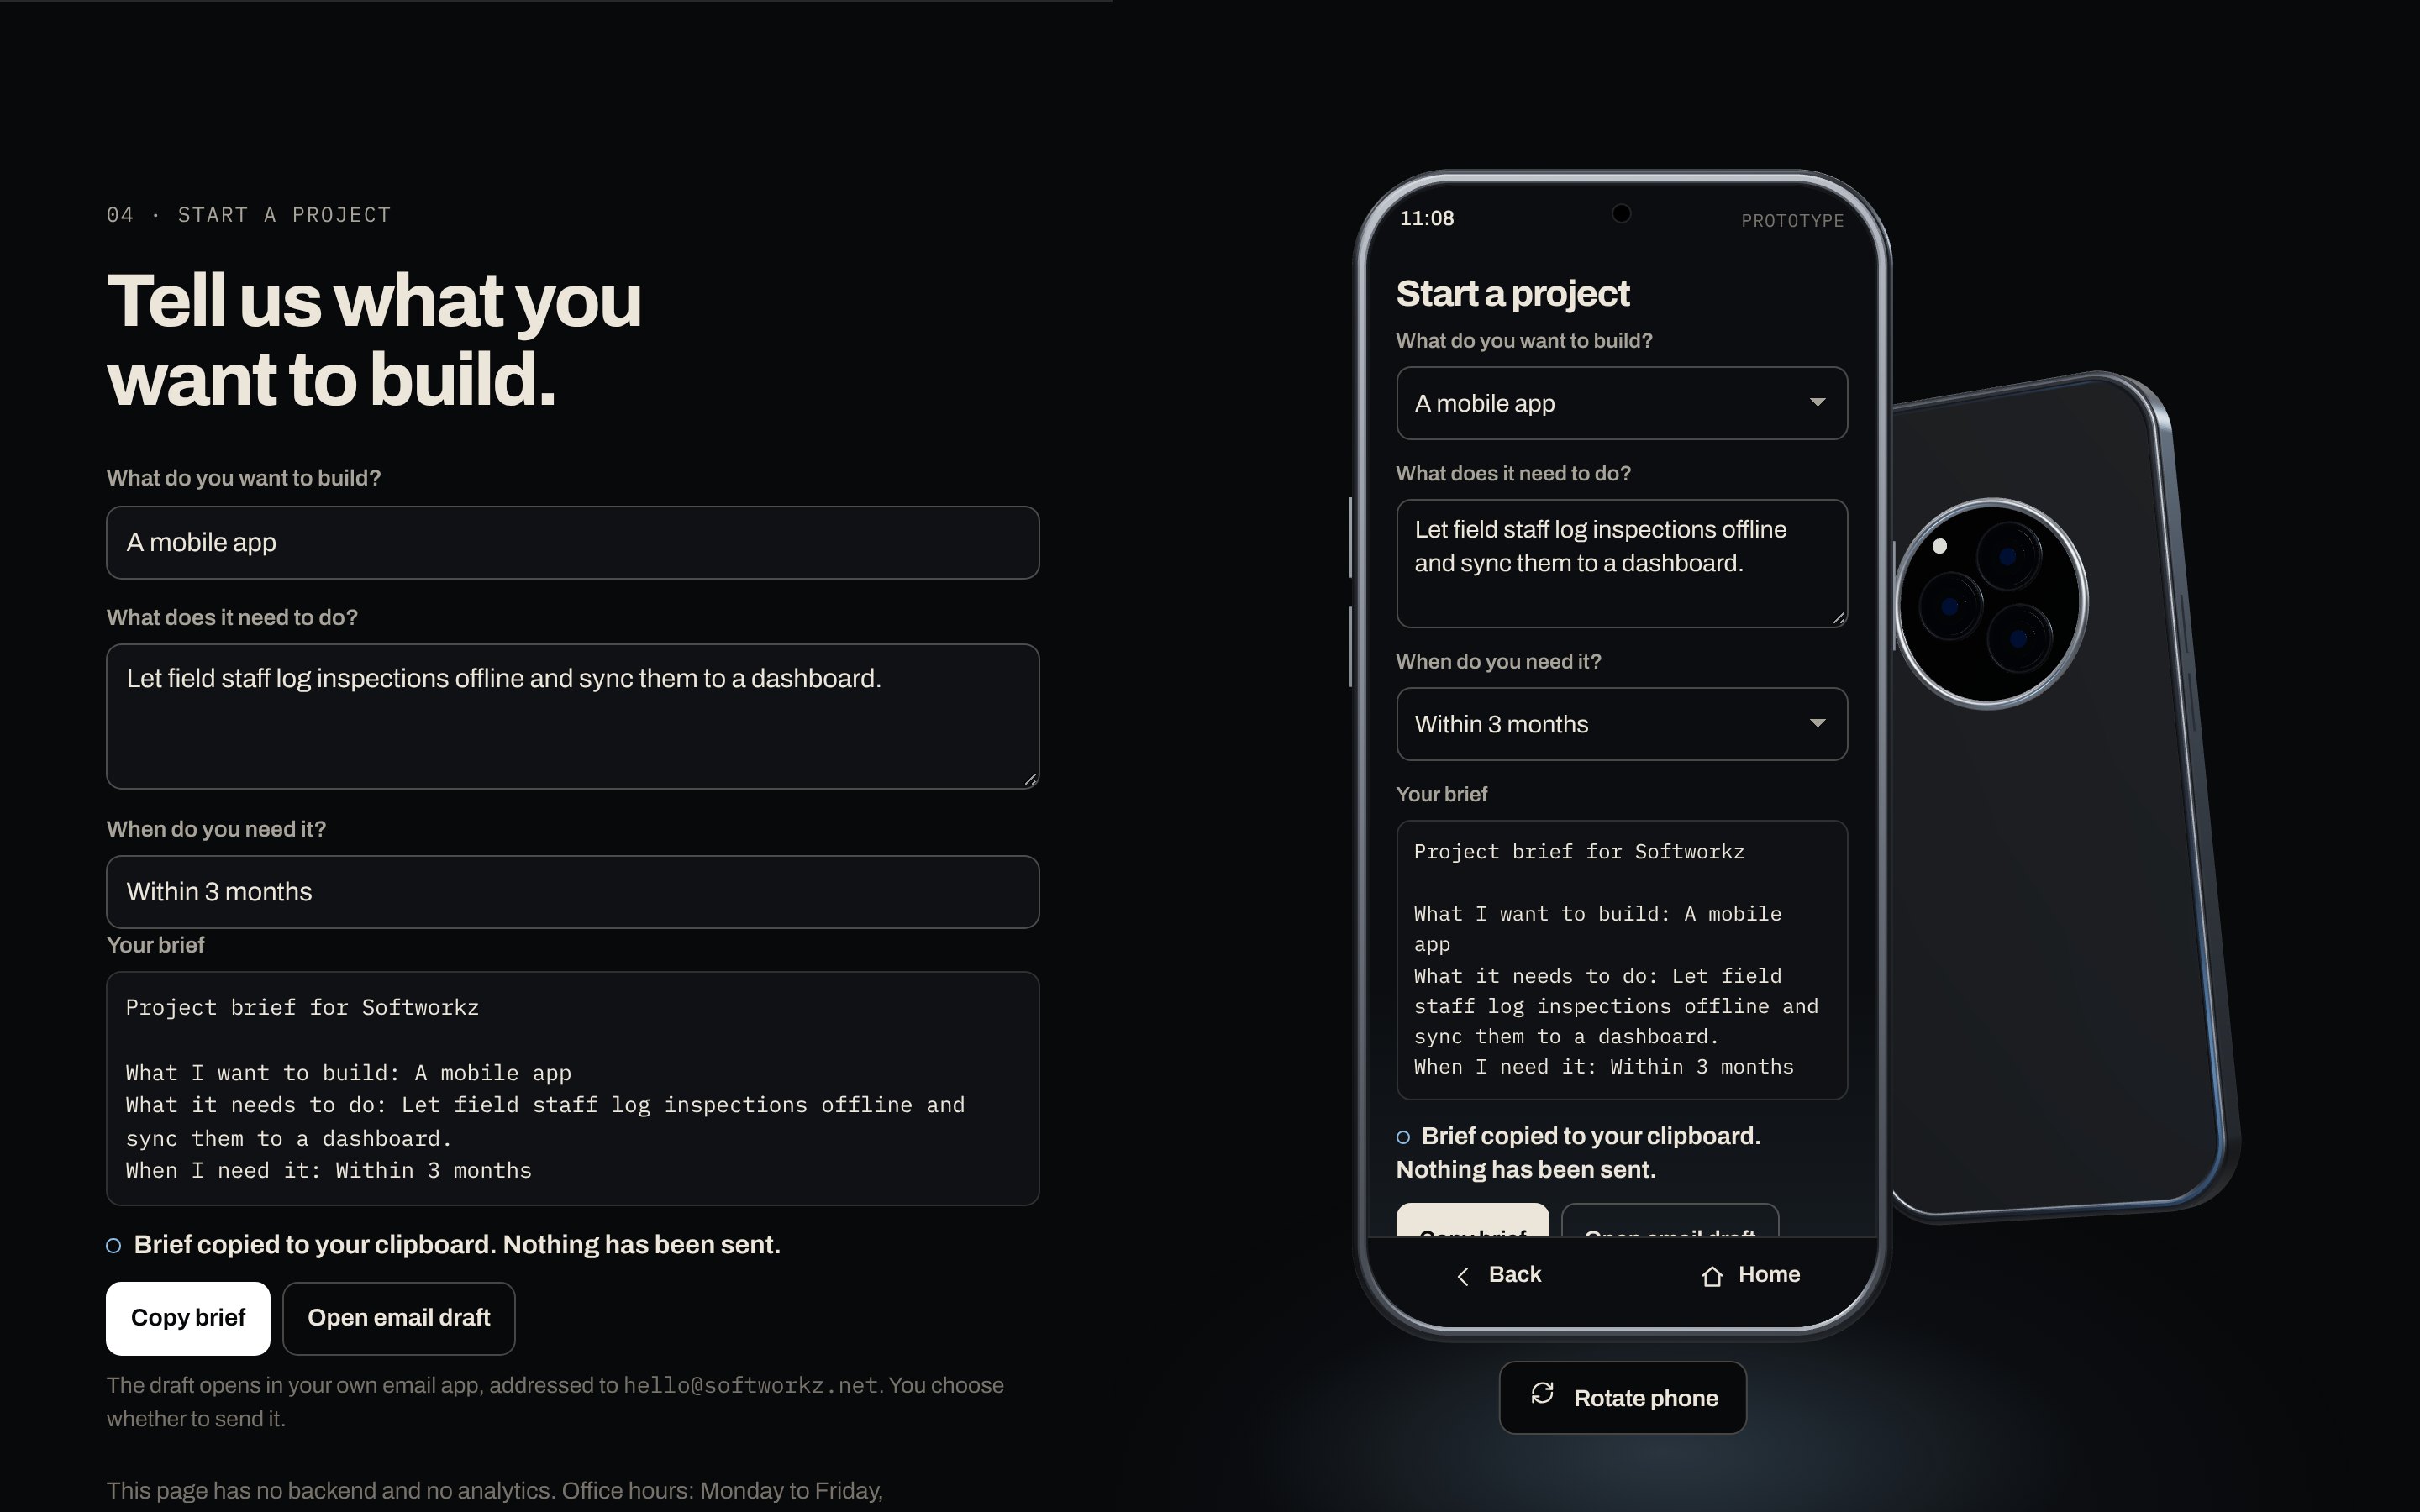 04 · START A PROJECT
Tell us what you
want to build.
What do you want to build?
A mobile app
What does it need to do?
Let field staff log inspections offline and sync them to a dashboard.
When do you need it?
Within 3 months
Your brief
Project brief for Softworkz
What I want to build: A mobile app
What it needs to do: Let field staff log inspections offline and
sync them to a dashboard.
When I need it: Within 3 months
Brief copied to your clipboard. Nothing has been sent.
Copy brief
Open email draft
The draft opens in your own email app, addressed to hello@softworkz.net. You choose
whether to send it.
This page has no backend and no analytics. Office hours: Monday to Friday,
11:08
PROTOTYPE
Start a project
What do you want to build?
A mobile app
What does it need to do?
Let field staff log inspections offline
and sync them to a dashboard.
When do you need it?
Within 3 months
Your brief
Project brief for Softworkz
What I want to build: A mobile
app
What it needs to do: Let field
staff log inspections offline and
sync them to a dashboard.
When I need it: Within 3 months
Brief copied to your clipboard.
Nothing has been sent.
Copy brief
Open email draft
Back
Home
Rotate phone